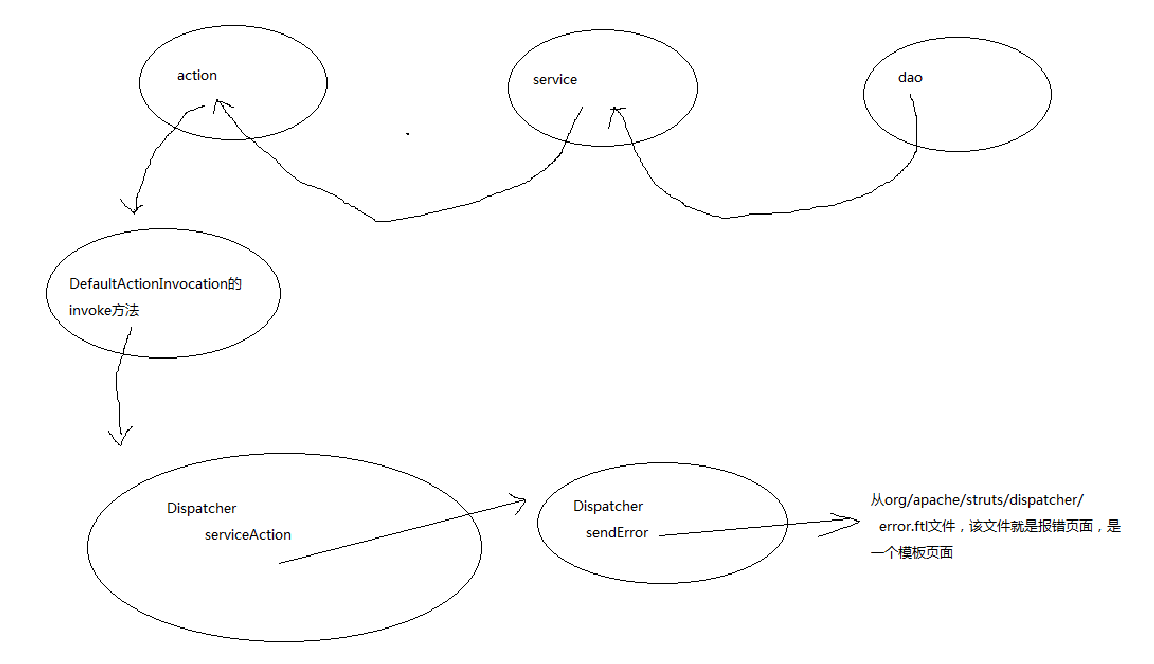 action
service
dao
DefaultActionInvocation的
invoke方法
Dispatcher
serviceAction
Dispatcher
sendError
从org/apache/struts/dispatcher/
error.ftl文件，该文件就是报错页面，是
一个模板页面